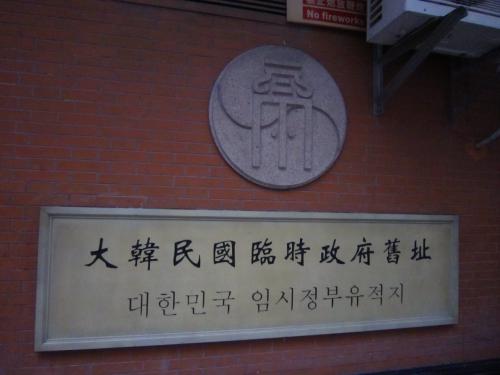 No fireworks
大韓民國臨時政府舊址
대한민국 임시정부유적지